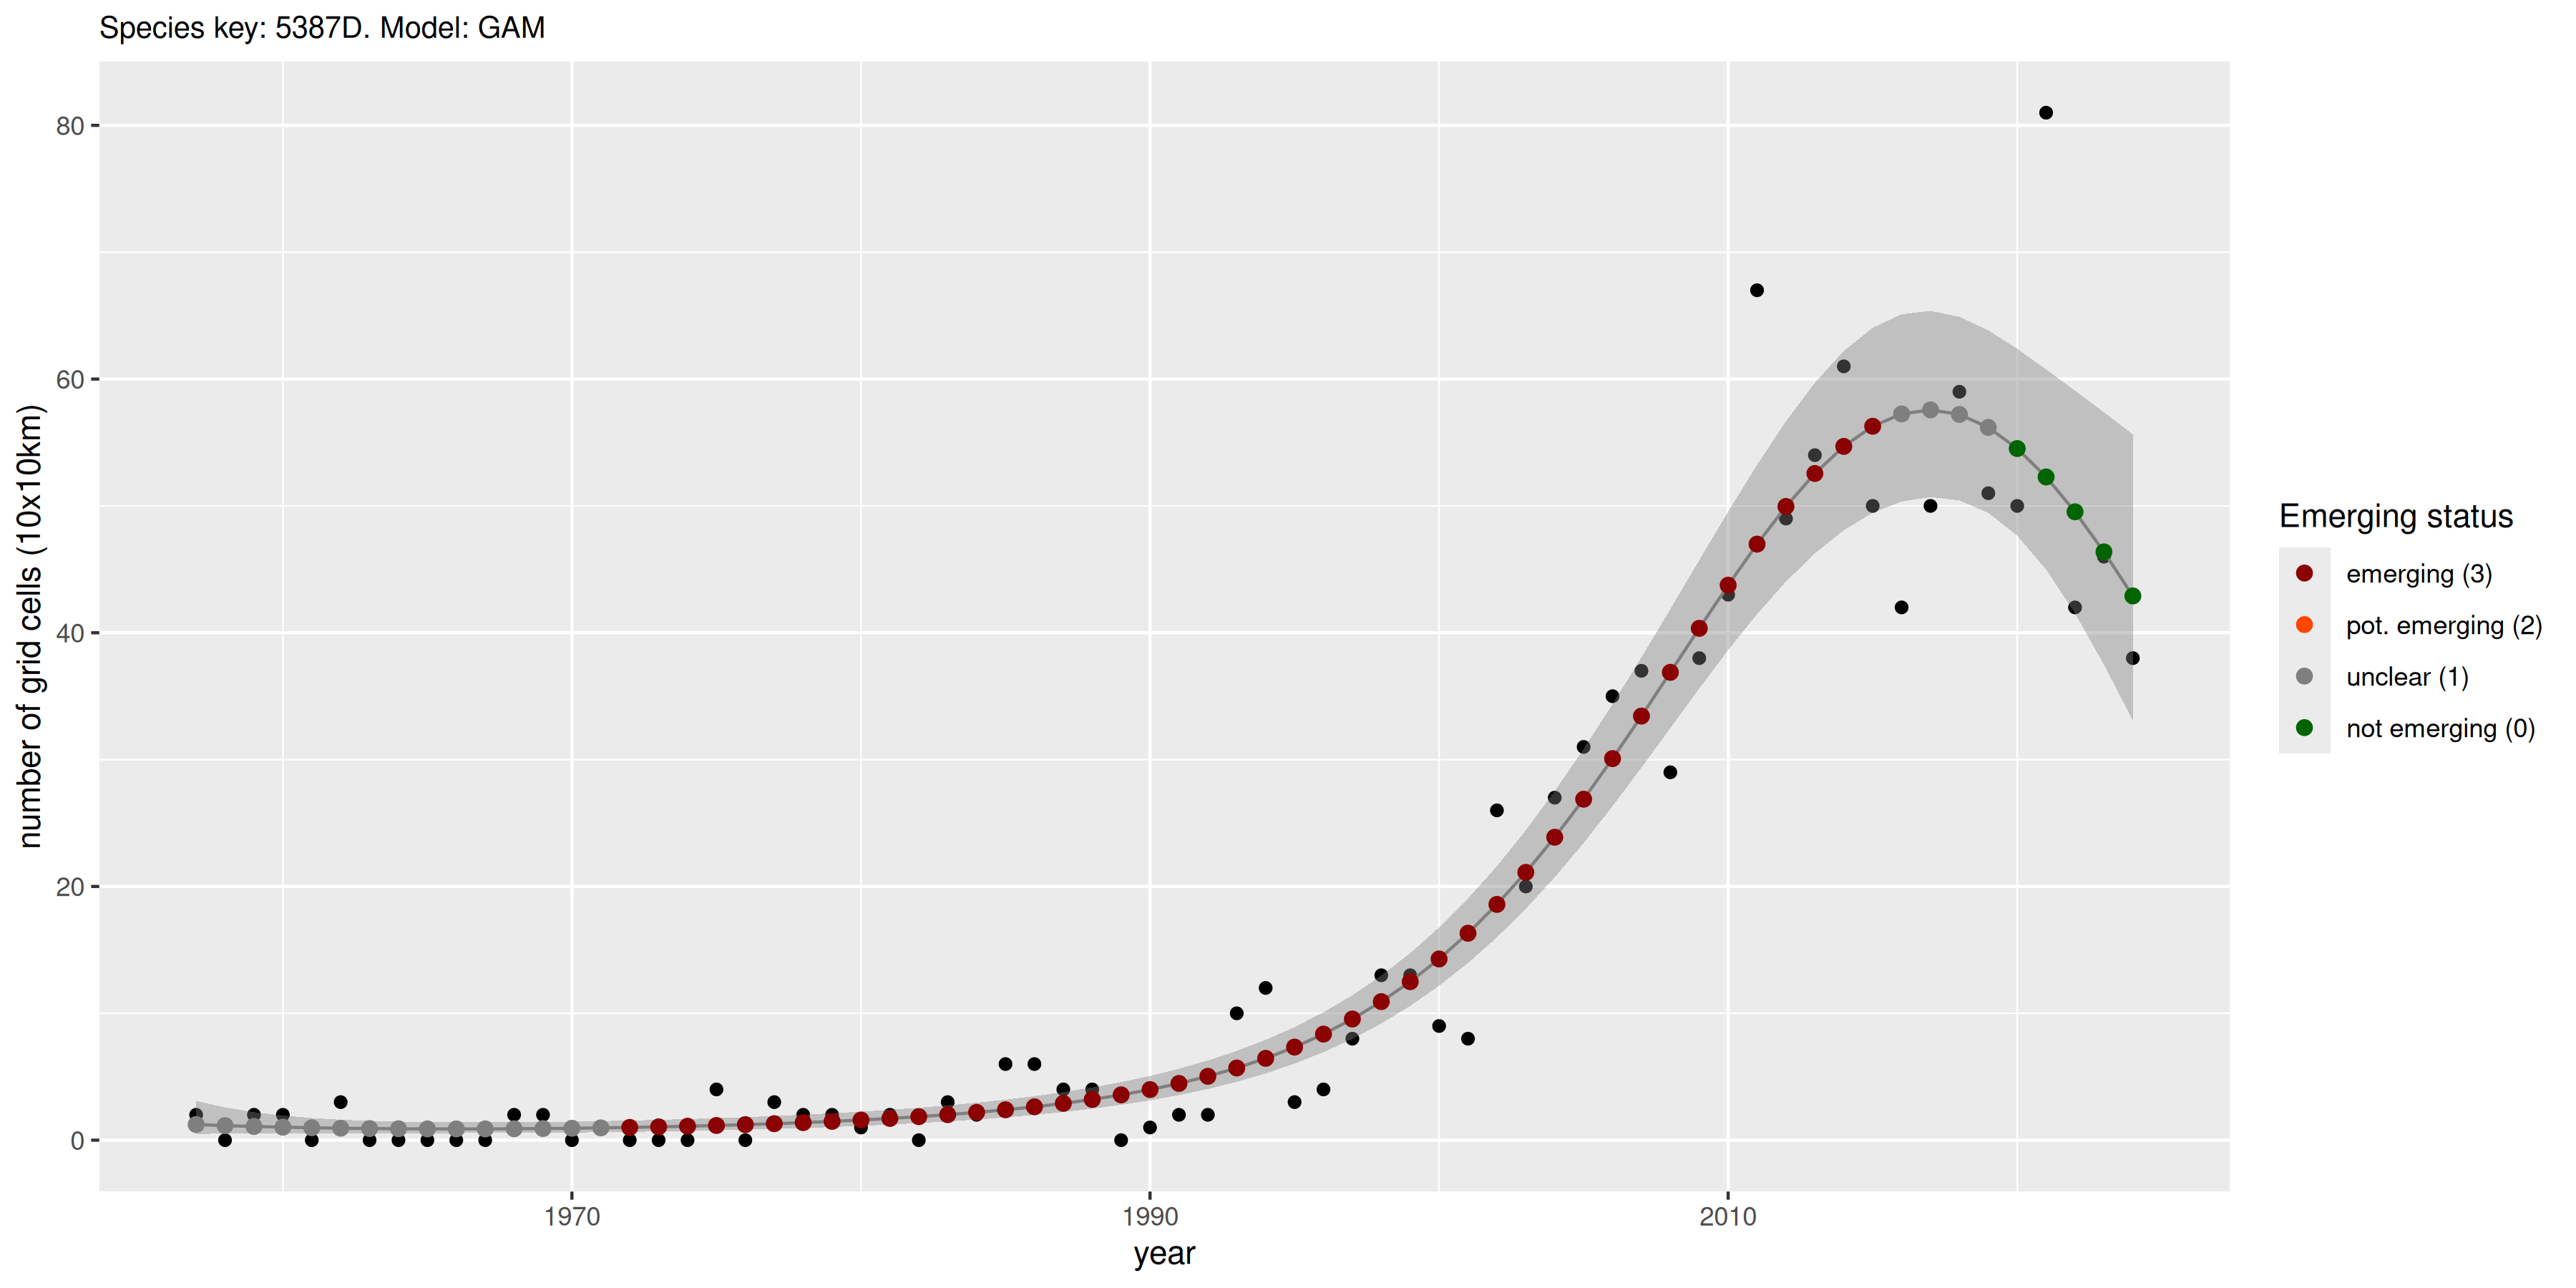 Species key: 5387D. Model: GAM
80
60
40
20
0
number of grid cells (10x10km)
1970
1990
2010
year
Emerging status
emerging (3)
pot. emerging (2)
unclear (1)
not emerging (0)